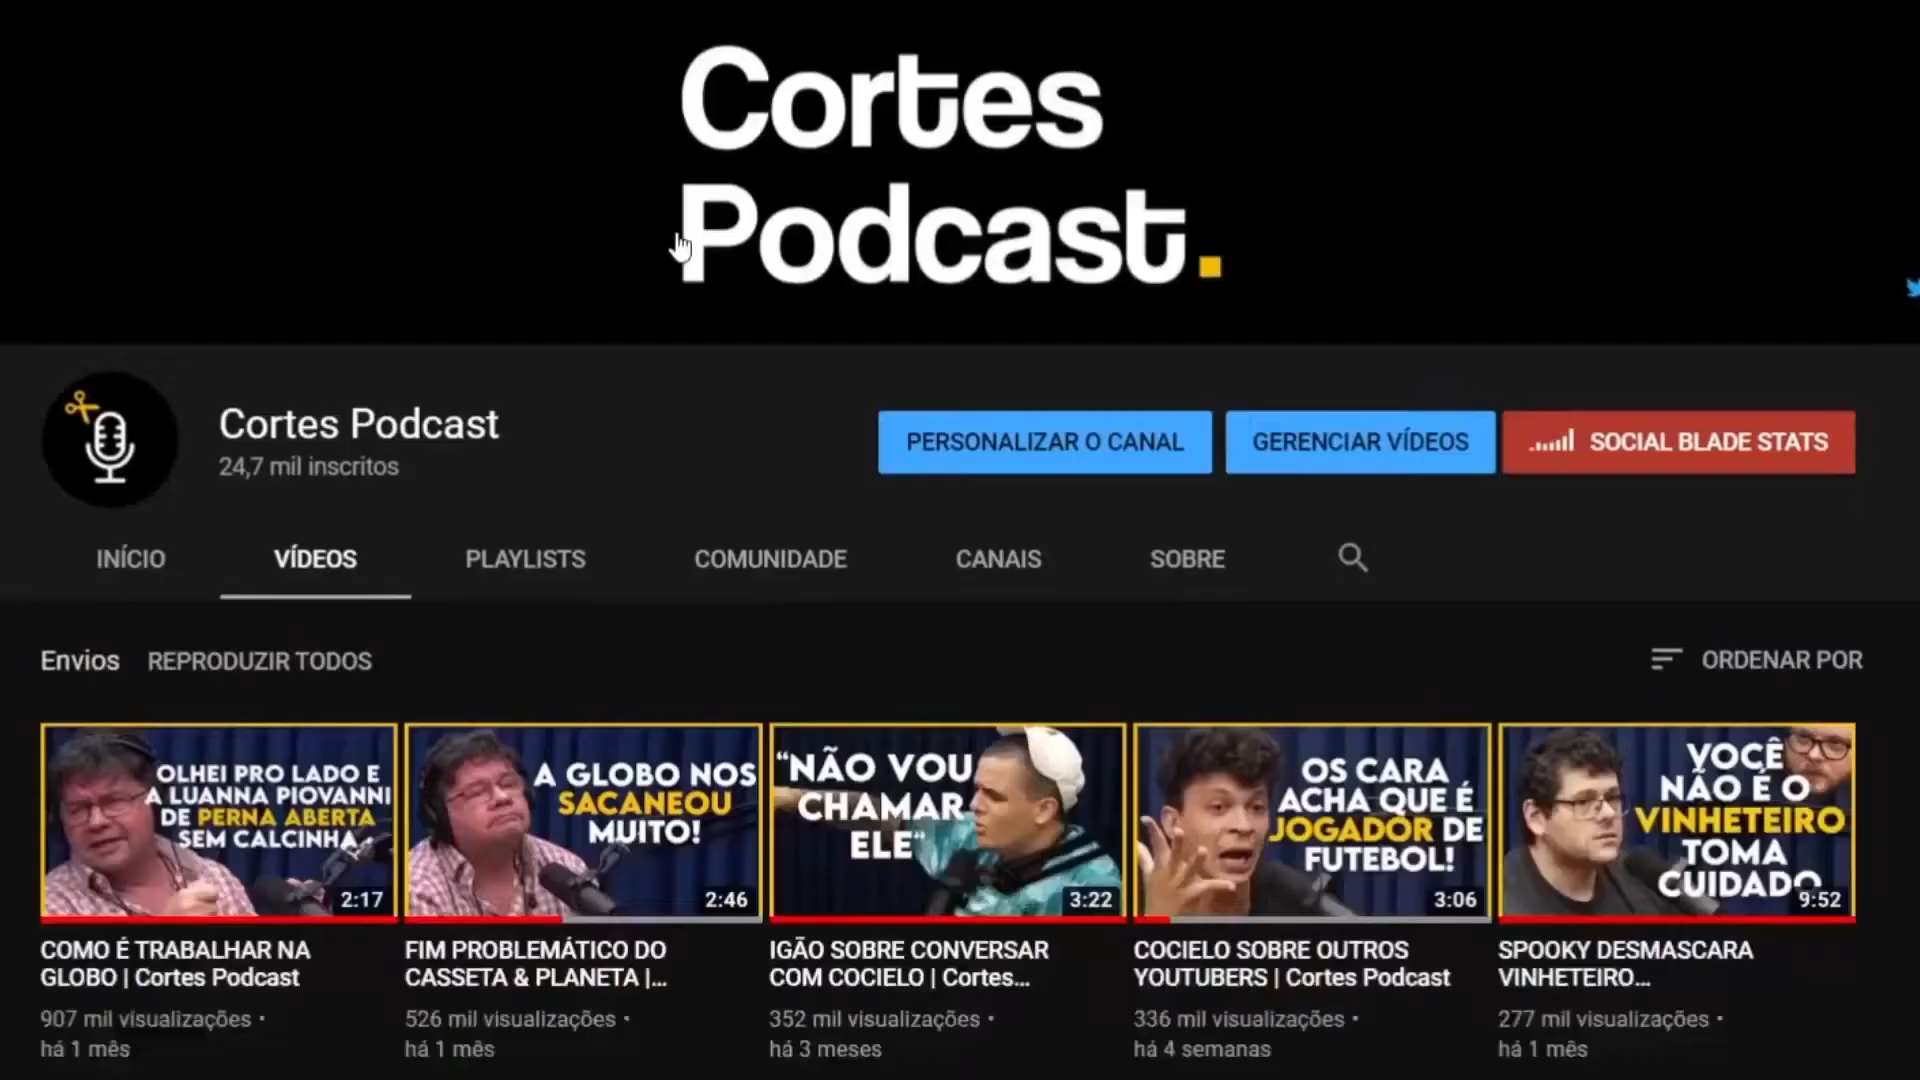 Cortes
Podcast.
Cortes Podcast
24,7 mil inscritos
PERSONALIZAR O CANAL
GERENCIAR VÍDEOS
SOCIAL BLADE STATS
INÍCIO
VÍDEOS
PLAYLISTS
COMUNIDADE
CANAIS
SOBRE
Envios
REPRODUZIR TODOS
ORDENAR POR
OLHEI PRO LADO E
A LUANNA PIOVANNI
DE PERNA ABERTA
SEM CALCINHA
2:17
COMO É TRABALHAR NA
GLOBO | Cortes Podcast
907 mil visualizações •
há 1 mês
A GLOBO NOS
SACANEOU
MUITO!
2:46
FIM PROBLEMÁTICO DO
CASSETA & PLANETA |...
526 mil visualizações •
há 1 mês
“NÃO VOU
CHAMAR
ELE“
3:22
IGÃO SOBRE CONVERSAR
COM COCIELO | Cortes...
352 mil visualizações •
há 3 meses
OS CARA
ACHA QUE É
JOGADOR DE
FUTEBOL!
3:06
COCIELO SOBRE OUTROS
YOUTUBERS | Cortes Podcast
336 mil visualizações •
há 4 semanas
VOCÊ
NÃO É O
VINHETEIRO
TOMA
CUIDADO
9:52
SPOOKY DESMASCARA
VINHETEIRO...
277 mil visualizações •
há 1 mês